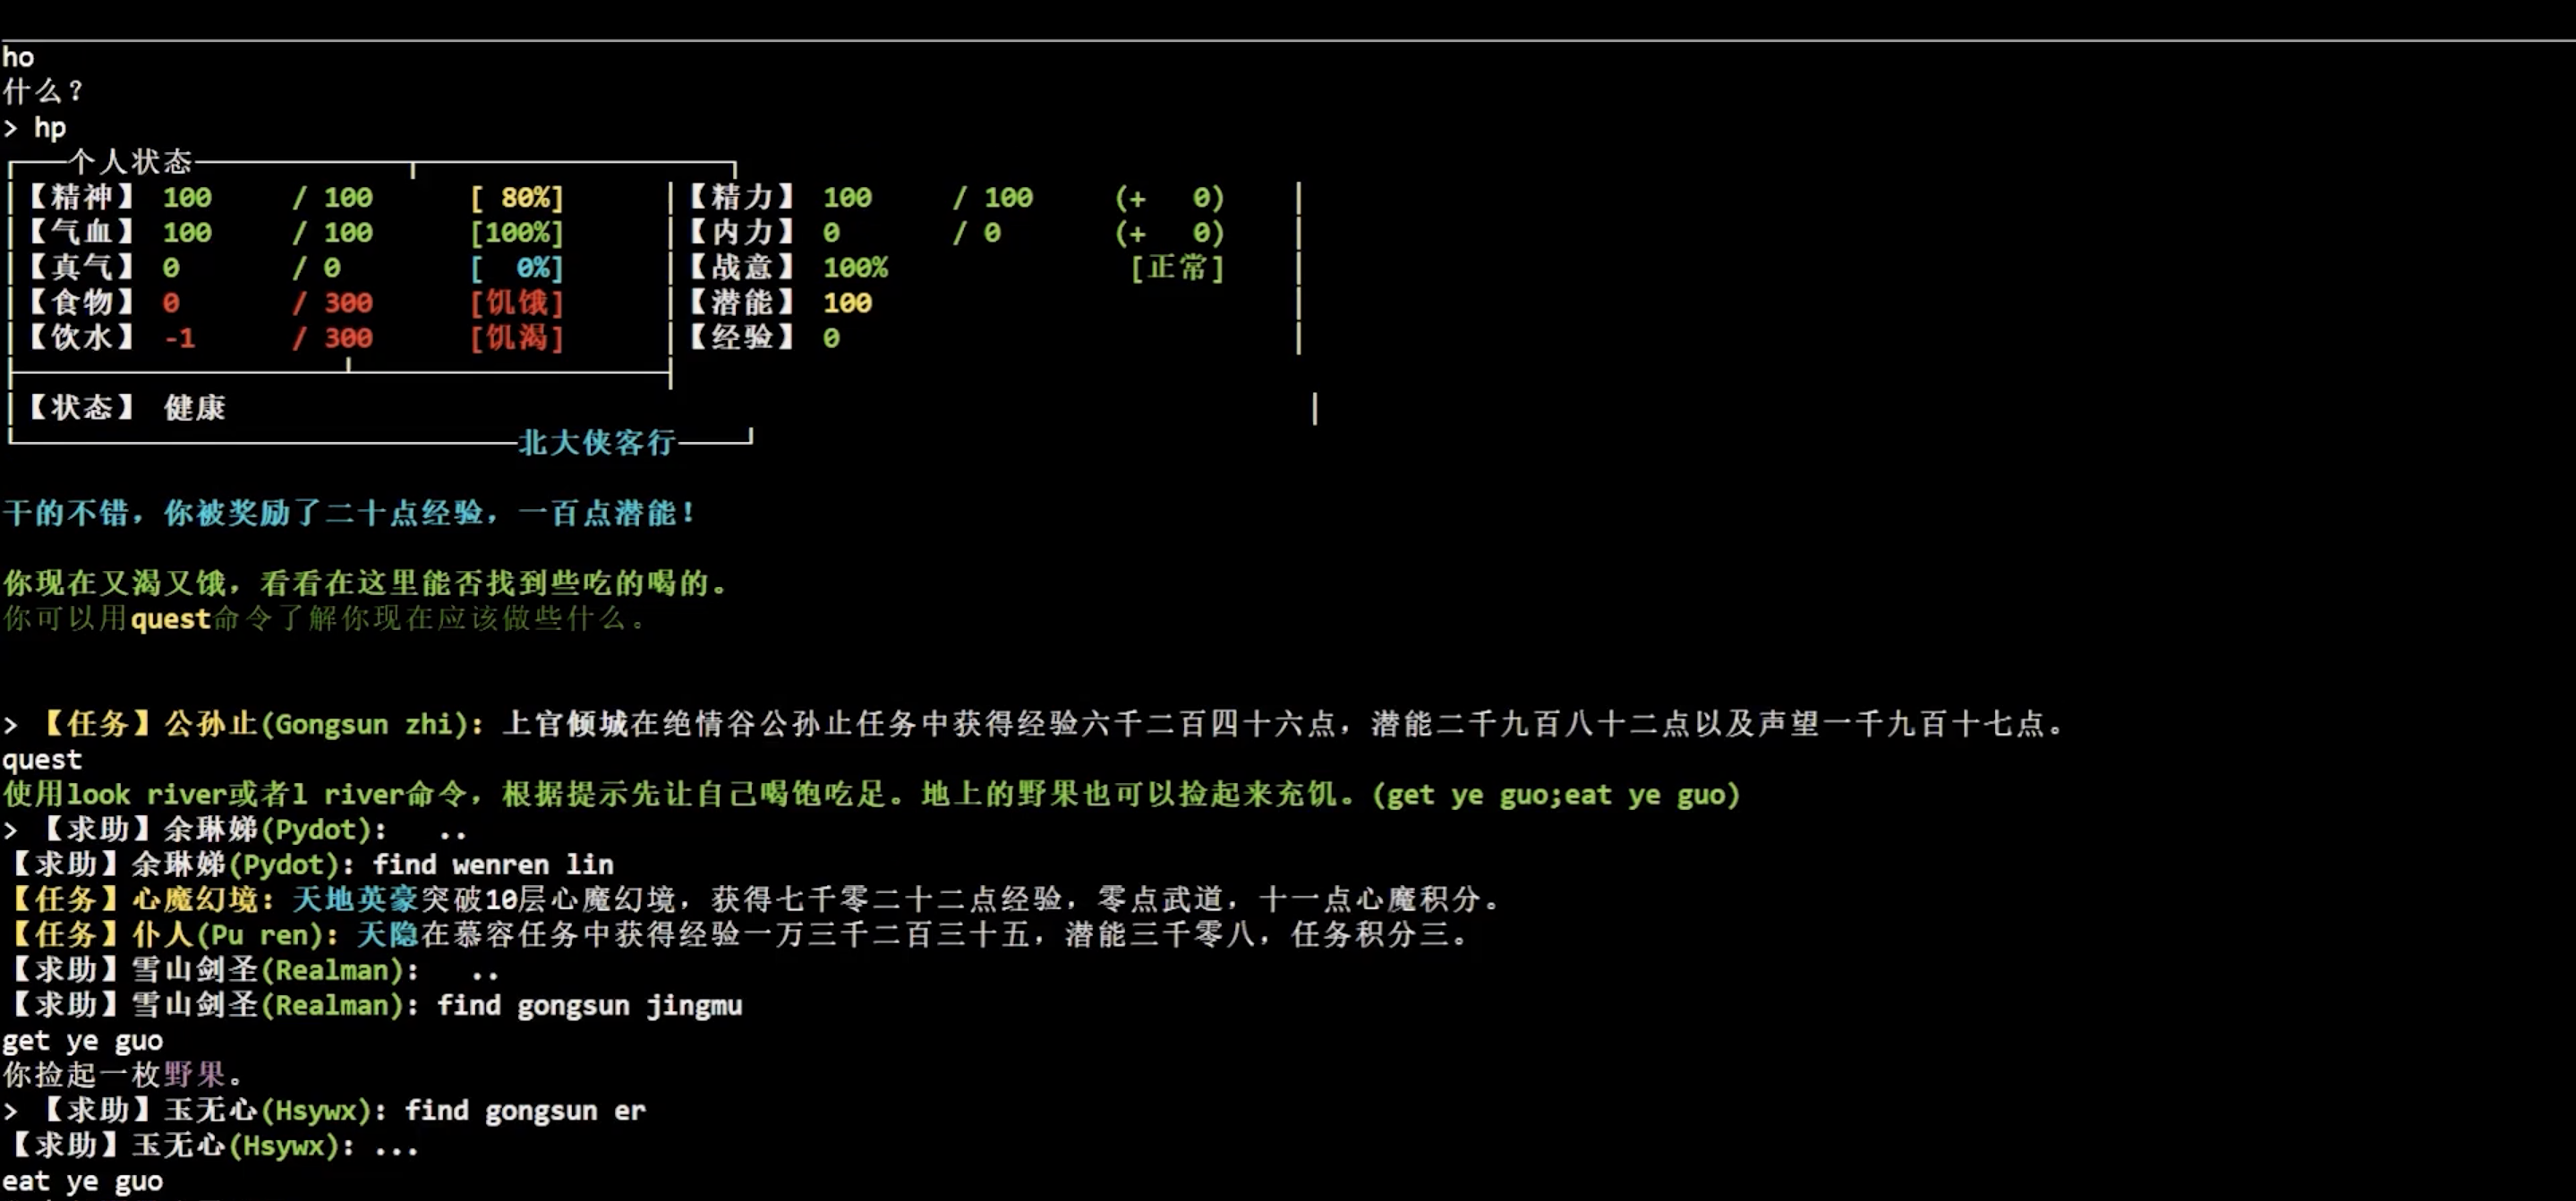 ho
什么？
> hp
┌──个人状态──────────────┬────────────────────┐
│【精神】 100 / 100 [ 80%] │【精力】 100 / 100 (+ 0) │
│【气血】 100 / 100 [100%] │【内力】 0 / 0 (+ 0) │
│【真气】 0 / 0 [ 0%] │【战意】 100% [正常] │
│【食物】 0 / 300 [饥饿] │【潜能】 100 │
│【饮水】 -1 / 300 [饥渴] │【经验】 0 │
├─────────────────────┴────────────────────┤
│【状态】 健康 │
└────────────────────────────────北大侠客行────┘
干的不错，你被奖励了二十点经验，一百点潜能！
你现在又渴又饿，看看在这里能否找到些吃的喝的。
你可以用quest命令了解你现在应该做些什么。
> 【任务】公孙止(Gongsun zhi)：上官倾城在绝情谷公孙止任务中获得经验六千二百四十六点，潜能二千九百八十二点以及声望一千九百十七点。
quest
使用look river或者l river命令，根据提示先让自己喝饱吃足。地上的野果也可以捡起来充饥。(get ye guo;eat ye guo)
> 【求助】余琳娣(Pydot)： ..
【求助】余琳娣(Pydot)：find wenren lin
【任务】心魔幻境：天地英豪突破10层心魔幻境，获得七千零二十二点经验，零点武道，十一点心魔积分。
【任务】仆人(Pu ren)：天隐在慕容任务中获得经验一万三千二百三十五，潜能三千零八，任务积分三。
【求助】雪山剑圣(Realman)： ..
【求助】雪山剑圣(Realman)：find gongsun jingmu
get ye guo
你捡起一枚野果。
> 【求助】玉无心(Hsywx)：find gongsun er
【求助】玉无心(Hsywx)：...
eat ye guo